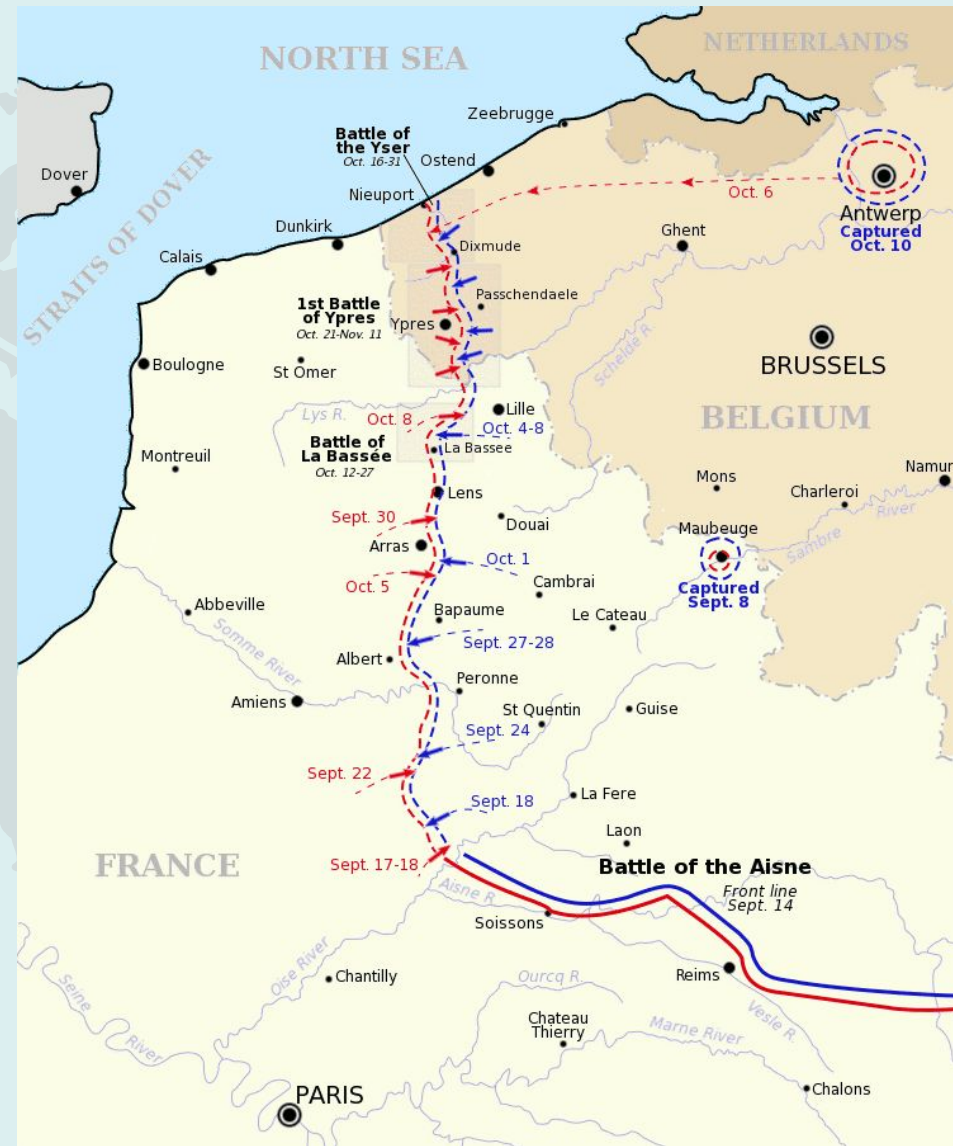 NORTH SEA
NETHERLANDS
Zeebrugge
Battle of
the Yser
Oct. 16-31
Ostend
Dover
Nieuport
Oct. 6
Antwerp
Captured
Oct. 10
STRAITS OF DOVER
Dunkirk
Ghent
Calais
Dixmude
1st Battle
of Ypres
Oct. 21-Nov. 11
Passchendaele
Ypres
Schelde R.
BRUSSELS
Boulogne
St Omer
Lys R.
Oct. 8
Lille
Oct. 4-8
BELGIUM
Battle of
La Bassée
Oct. 12-27
La Bassee
Montreuil
Mons
Namur
Charleroi
River
Lens
Sept. 30
Douai
Maubeuge
Sambre
Arras
Oct. 1
Oct. 5
Cambrai
Captured
Sept. 8
Abbeville
Bapaume
Le Cateau
Somme River
Sept. 27-28
Albert
Peronne
Amiens
St Quentin
Guise
Sept. 24
Sept. 22
Sept. 18
La Fere
Laon
FRANCE
Sept. 17-18
Battle of the Aisne
Front line
Sept. 14
Aisne R.
Soissons
Oise River
Chantilly
Ourcq R.
Reims
Seine
River
Vesle R.
Chateau
Thierry
Marne River
Chalons
PARIS